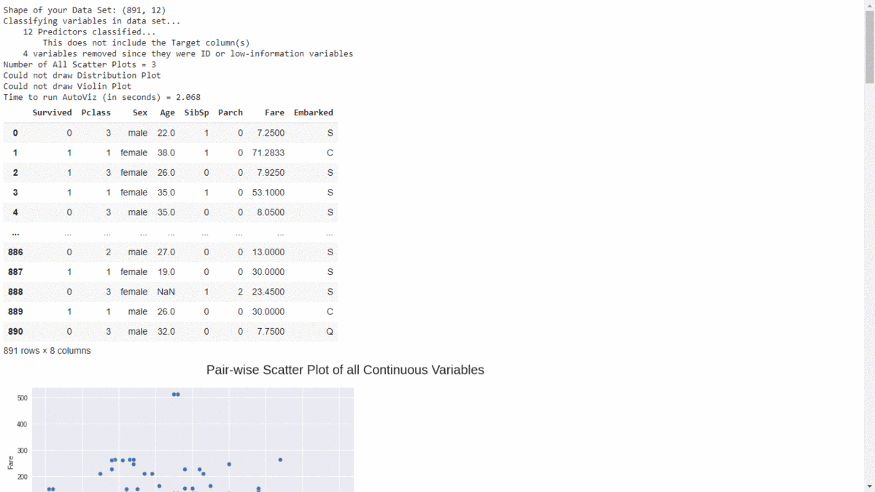 Shape of your Data Set: (891, 12)
Classifying variables in data set...
12 Predictors classified...
This does not include the Target column(s)
4 variables removed since they were ID or low-information variables
Number of All Scatter Plots = 3
Could not draw Distribution Plot
Could not draw Violin Plot
Time to run AutoViz (in seconds) = 2.068
Survived Pclass Sex Age SibSp Parch Fare Embarked
0 0 3 male 22.0 1 0 7.2500 S
1 1 1 female 38.0 1 0 71.2833 C
2 1 3 female 26.0 0 0 7.9250 S
3 1 1 female 35.0 1 0 53.1000 S
4 0 3 male 35.0 0 0 8.0500 S
... ... ... ... ... ... ... ... ...
886 0 2 male 27.0 0 0 13.0000 S
887 1 1 female 19.0 0 0 30.0000 S
888 0 3 female NaN 1 2 23.4500 S
889 1 1 male 26.0 0 0 30.0000 C
890 0 3 male 32.0 0 0 7.7500 Q
891 rows × 8 columns
Pair-wise Scatter Plot of all Continuous Variables
500
400
300
Fare
200